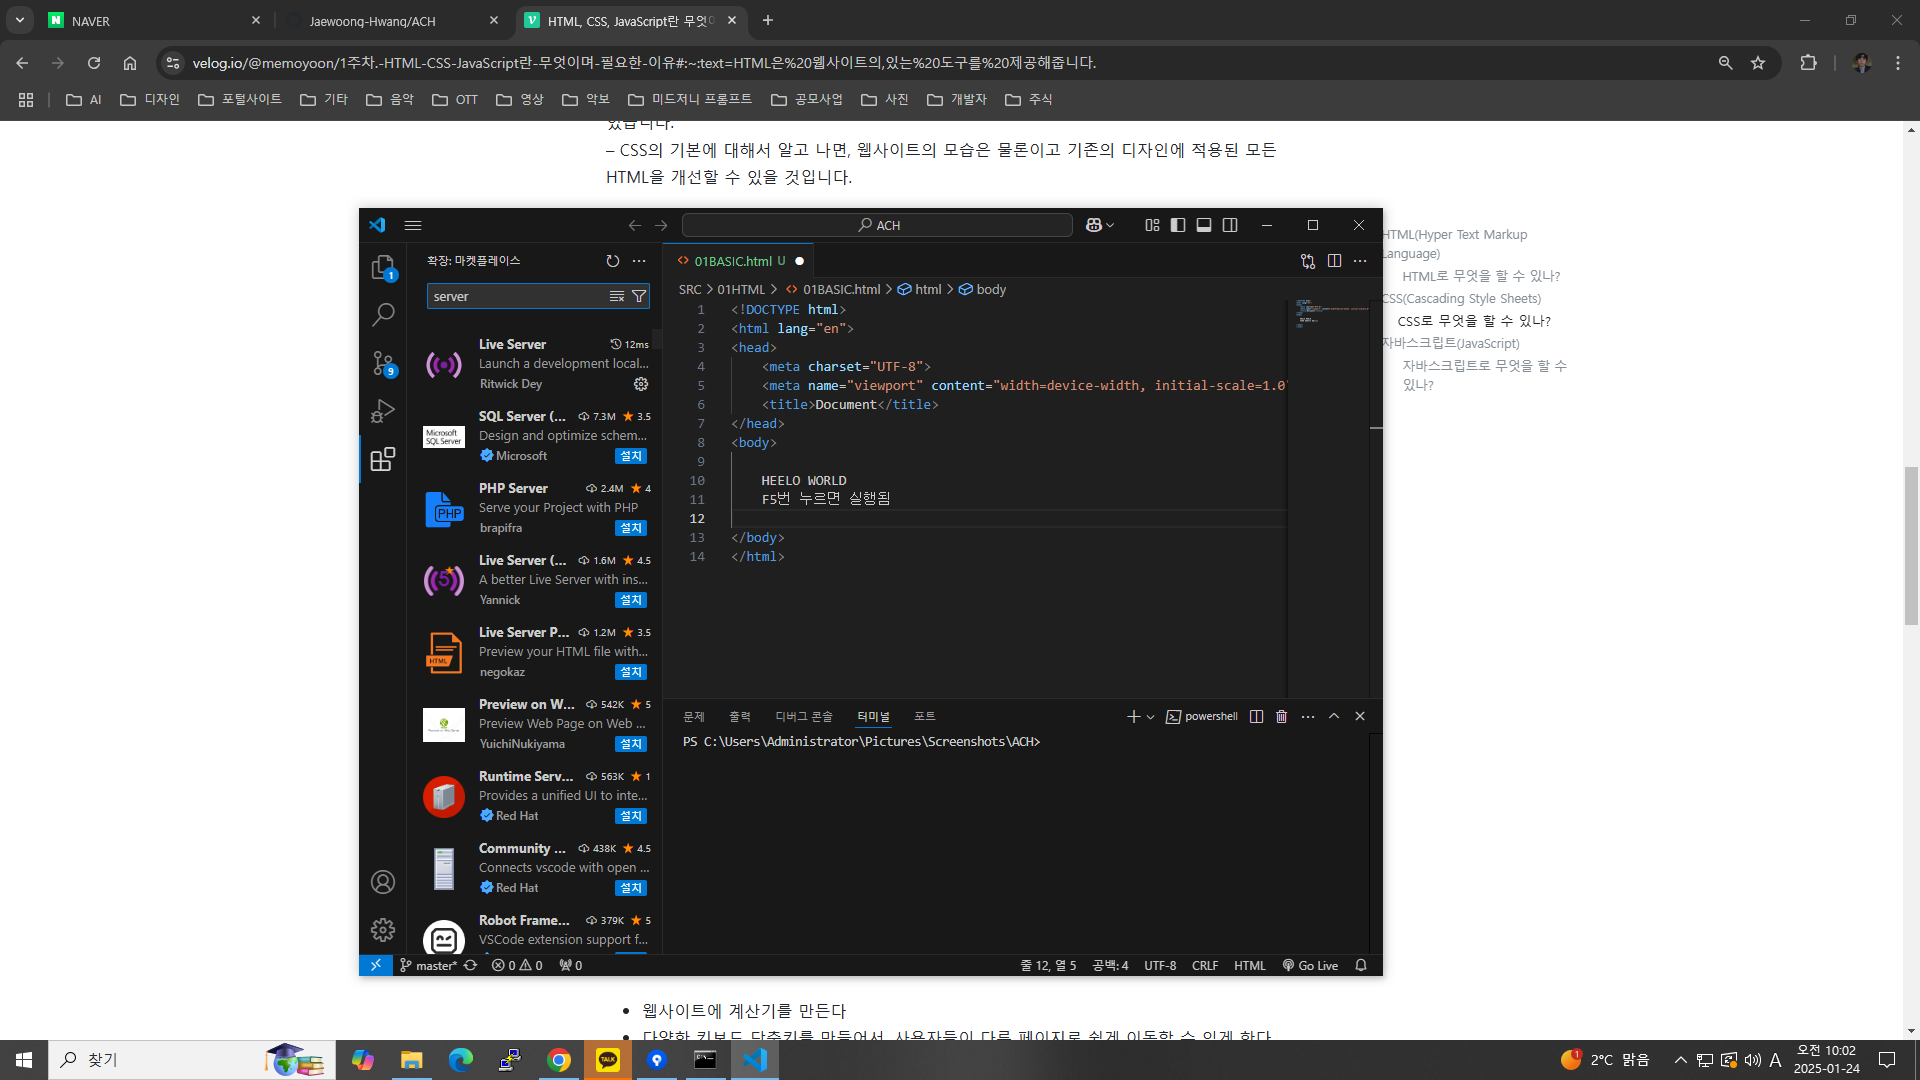 NAVER
Jaewoong-Hwang/ACH
HTML, CSS, JavaScript란 무엇이
velog.io/@memoyoon/1주차.-HTML-CSS-JavaScript란-무엇이며-필요한-이유#:~:text=HTML은%20웹사이트의,있는%20도구를%20제공해줍니다.
AI 디자인 포털사이트 기타 음악 OTT 영상 악보 미드저니 프롬프트 공모사업 사진 개발자 주식
있습니다.
– CSS의 기본에 대해서 알고 나면, 웹사이트의 모습은 물론이고 기존의 디자인에 적용된 모든
HTML을 개선할 수 있을 것입니다.
ACH
HTML(Hyper Text Markup
Language)
HTML로 무엇을 할 수 있나?
CSS(Cascading Style Sheets)
CSS로 무엇을 할 수 있나?
자바스크립트(JavaScript)
자바스크립트로 무엇을 할 수
있나?
확장: 마켓플레이스
1
9
server
Live Server 12ms
Launch a development local...
Ritwick Dey
Microsoft
SQL Server
SQL Server (... 7.3M 3.5
Design and optimize schem...
Microsoft 설치
PHP
PHP Server 2.4M 4
Serve your Project with PHP
brapifra 설치
5
Live Server (... 1.6M 4.5
A better Live Server with ins...
Yannick 설치
HTML
Live Server P... 1.2M 3.5
Preview your HTML file with...
negokaz 설치
Preview on W... 542K 5
Preview Web Page on Web ...
YuichiNukiyama 설치
Runtime Serv... 563K 1
Provides a unified UI to inte...
Red Hat 설치
Community ... 438K 4.5
Connects vscode with open ...
Red Hat 설치
Robot Frame... 379K 5
VSCode extension support f...
01BASIC.html U
SRC > 01HTML > 01BASIC.html > html > body
1 <!DOCTYPE html>
2 <html lang="en">
3 <head>
4 <meta charset="UTF-8">
5 <meta name="viewport" content="width=device-width, initial-scale=1.0"
6 <title>Document</title>
7 </head>
8 <body>
9
10 HEELO WORLD
11 F5번 누르면 실행됨
12
13 </body>
14 </html>
문제 출력 디버그 콘솔 터미널 포트
powershell
PS C:\Users\Administrator\Pictures\Screenshots\ACH>
master* 0 0 0
줄 12, 열 5 공백: 4 UTF-8 CRLF HTML Go Live
웹사이트에 계산기를 만든다
다양한 키보드 단축키를 만들어서, 사용자들이 다른 페이지로 쉽게 이동할 수 있게 한다
찾기
TALK
1
2°C 맑음
A
오전 10:02
2025-01-24